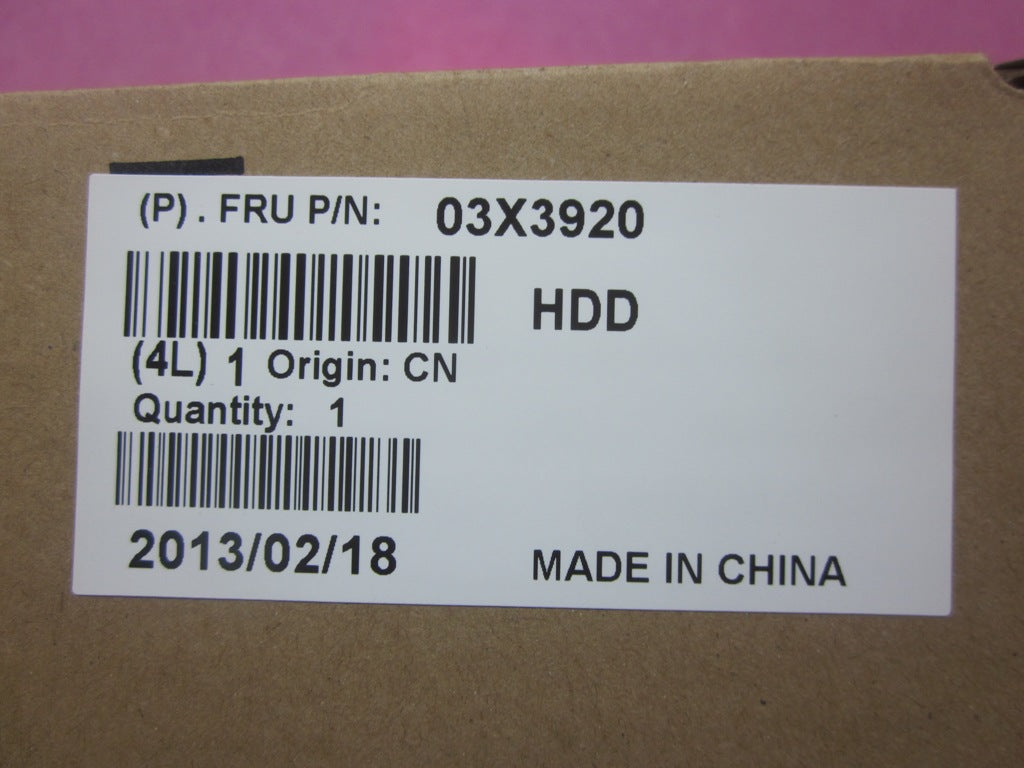 (P) . FRU P/N: 03X3920
HDD
(4L) 1 Origin: CN
Quantity: 1
2013/02/18
MADE IN CHINA